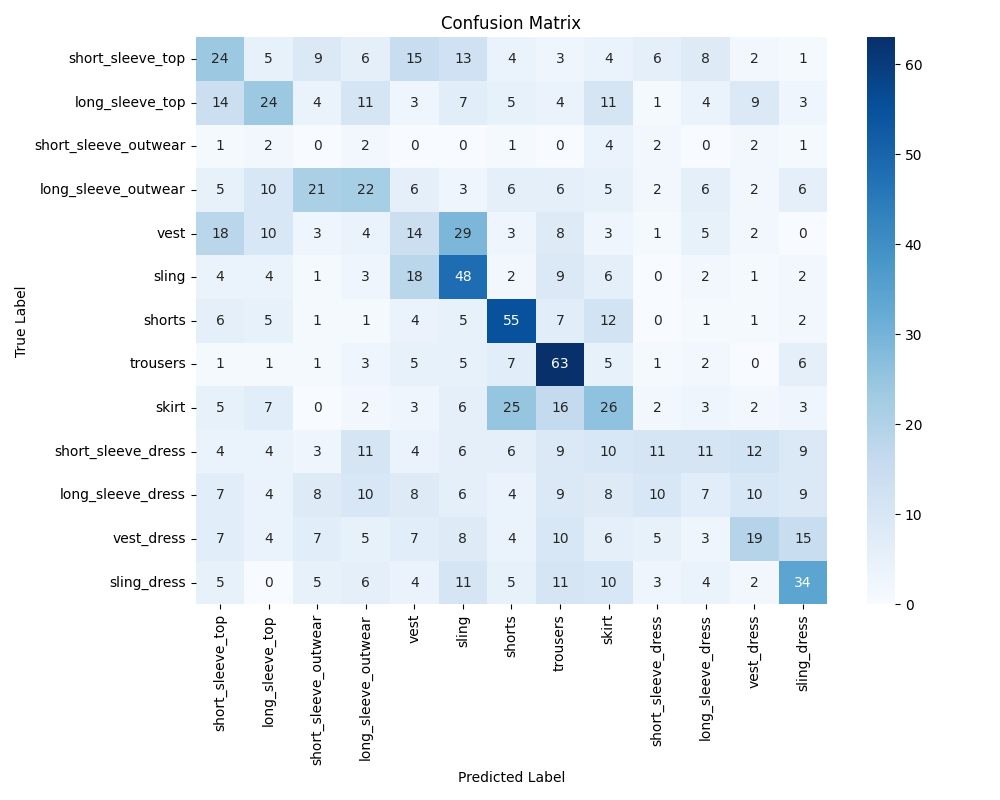 Confusion Matrix
short_sleeve_top 24 5 9 6 15 13 4 3 4 6 8 2 1
long_sleeve_top 14 24 4 11 3 7 5 4 11 1 4 9 3
short_sleeve_outwear 1 2 0 2 0 0 1 0 4 2 0 2 1
long_sleeve_outwear 5 10 21 22 6 3 6 6 5 2 6 2 6
vest 18 10 3 4 14 29 3 8 3 1 5 2 0
sling 4 4 1 3 18 48 2 9 6 0 2 1 2
shorts 6 5 1 1 4 5 55 7 12 0 1 1 2
trousers 1 1 1 3 5 5 7 63 5 1 2 0 6
skirt 5 7 0 2 3 6 25 16 26 2 3 2 3
short_sleeve_dress 4 4 3 11 4 6 6 9 10 11 11 12 9
long_sleeve_dress 7 4 8 10 8 6 4 9 8 10 7 10 9
vest_dress 7 4 7 5 7 8 4 10 6 5 3 19 15
sling_dress 5 0 5 6 4 11 5 11 10 3 4 2 34
True Label
short_sleeve_top
long_sleeve_top
short_sleeve_outwear
long_sleeve_outwear
vest
sling
shorts
trousers
skirt
short_sleeve_dress
long_sleeve_dress
vest_dress
sling_dress
Predicted Label
60
50
40
30
20
10
0